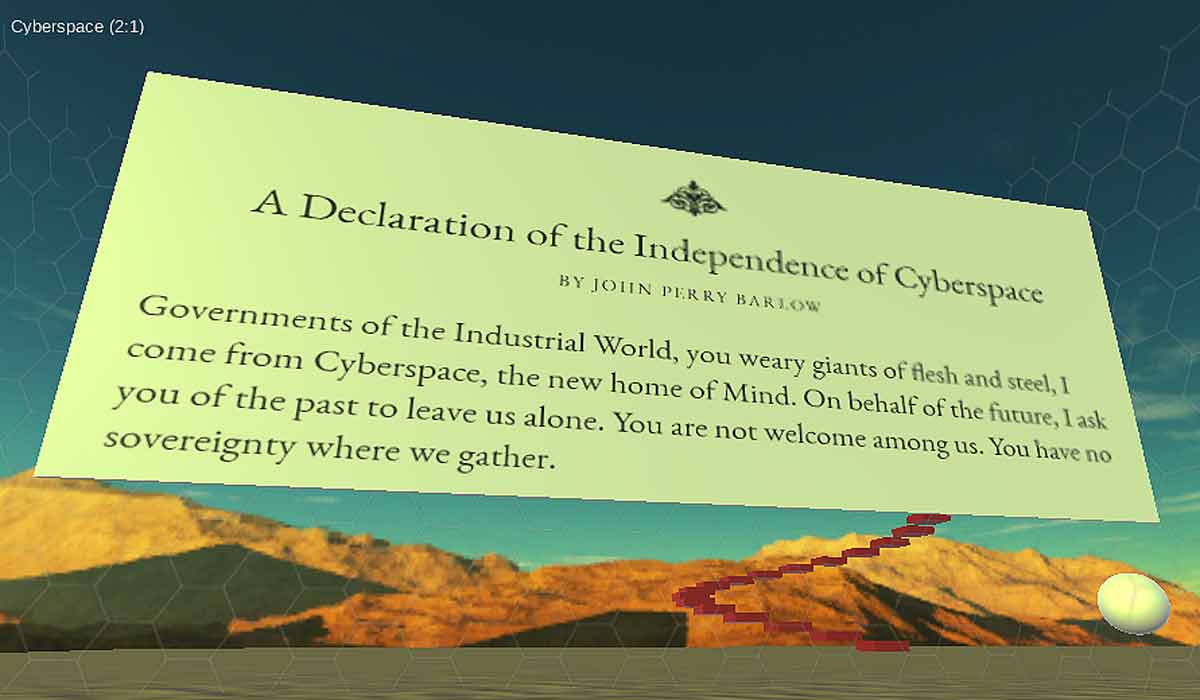 Cyberspace (2:1)
A Declaration of the Independence of Cyberspace
BY JOHN PERRY BARLOW
Governments of the Industrial World, you weary giants of flesh and steel, I
come from Cyberspace, the new home of Mind. On behalf of the future, I ask
you of the past to leave us alone. You are not welcome among us. You have no
sovereignty where we gather.